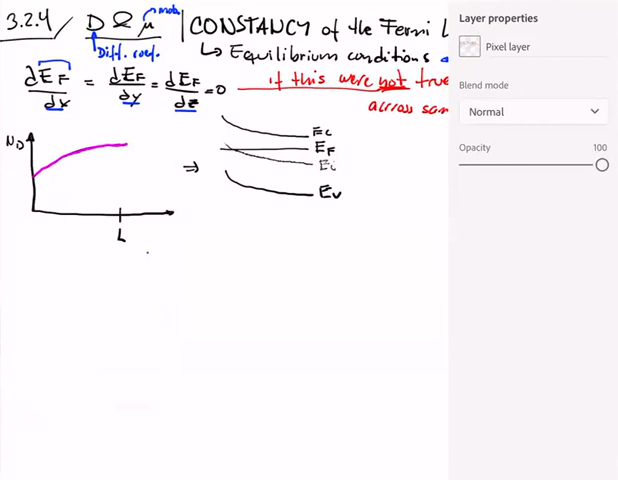 3.2.4/ D & μ mob. CONSTANCY of the Fermi L
Diff. coef. ↳ Equilibrium conditions
dEF/dx = dEF/dy = dEF/dz = 0 if this were not true
across sam
ND
Ec
EF
Ei
⇒
Ev
L
Layer properties
Pixel layer
Blend mode
Normal
Opacity 100